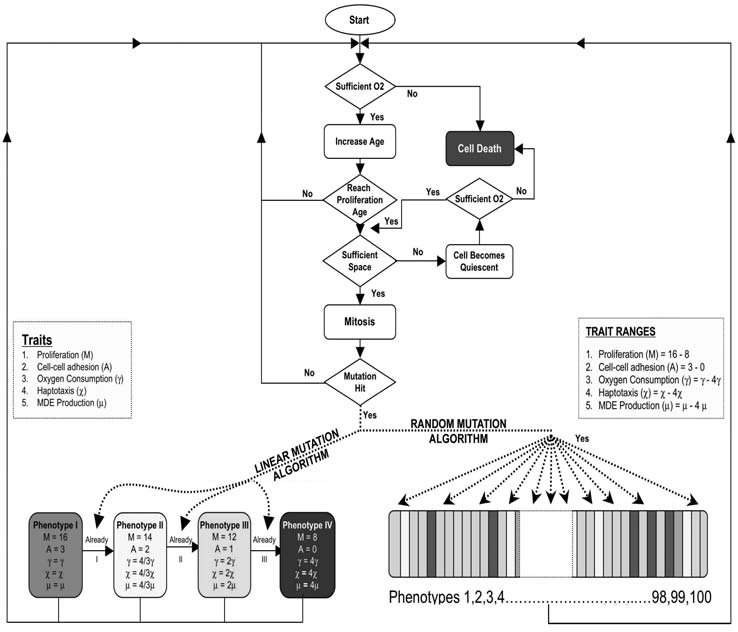 Start
Sufficient O2
No
Yes
Increase Age
Cell Death
Reach
Proliferation
Age
No
Yes
Yes
Sufficient O2
No
Sufficient
Space
No
Cell Becomes
Quiescent
Yes
Mitosis
Mutation
Hit
No
Yes
Traits
1. Proliferation (M)
2. Cell-cell adhesion (A)
3. Oxygen Consumption (γ)
4. Haptotaxis (χ)
5. MDE Production (μ)
TRAIT RANGES
1. Proliferation (M) = 16 - 8
2. Cell-cell adhesion (A) = 3 - 0
3. Oxygen Consumption (γ) = γ - 4γ
4. Haptotaxis (χ) = χ - 4χ
5. MDE Production (μ) = μ - 4 μ
LINEAR MUTATION
ALGORITHM
RANDOM MUTATION
ALGORITHM
Yes
Phenotype I
M = 16
A = 3
γ = γ
χ = χ
μ = μ
Already
I
Phenotype II
M = 14
A = 2
γ = 4/3γ
χ = 4/3χ
μ = 4/3μ
Already
II
Phenotype III
M = 12
A = 1
γ = 2γ
χ = 2χ
μ = 2μ
Already
III
Phenotype IV
M = 8
A = 0
γ = 4γ
χ = 4χ
μ = 4μ
Phenotypes 1,2,3,4..............................98,99,100